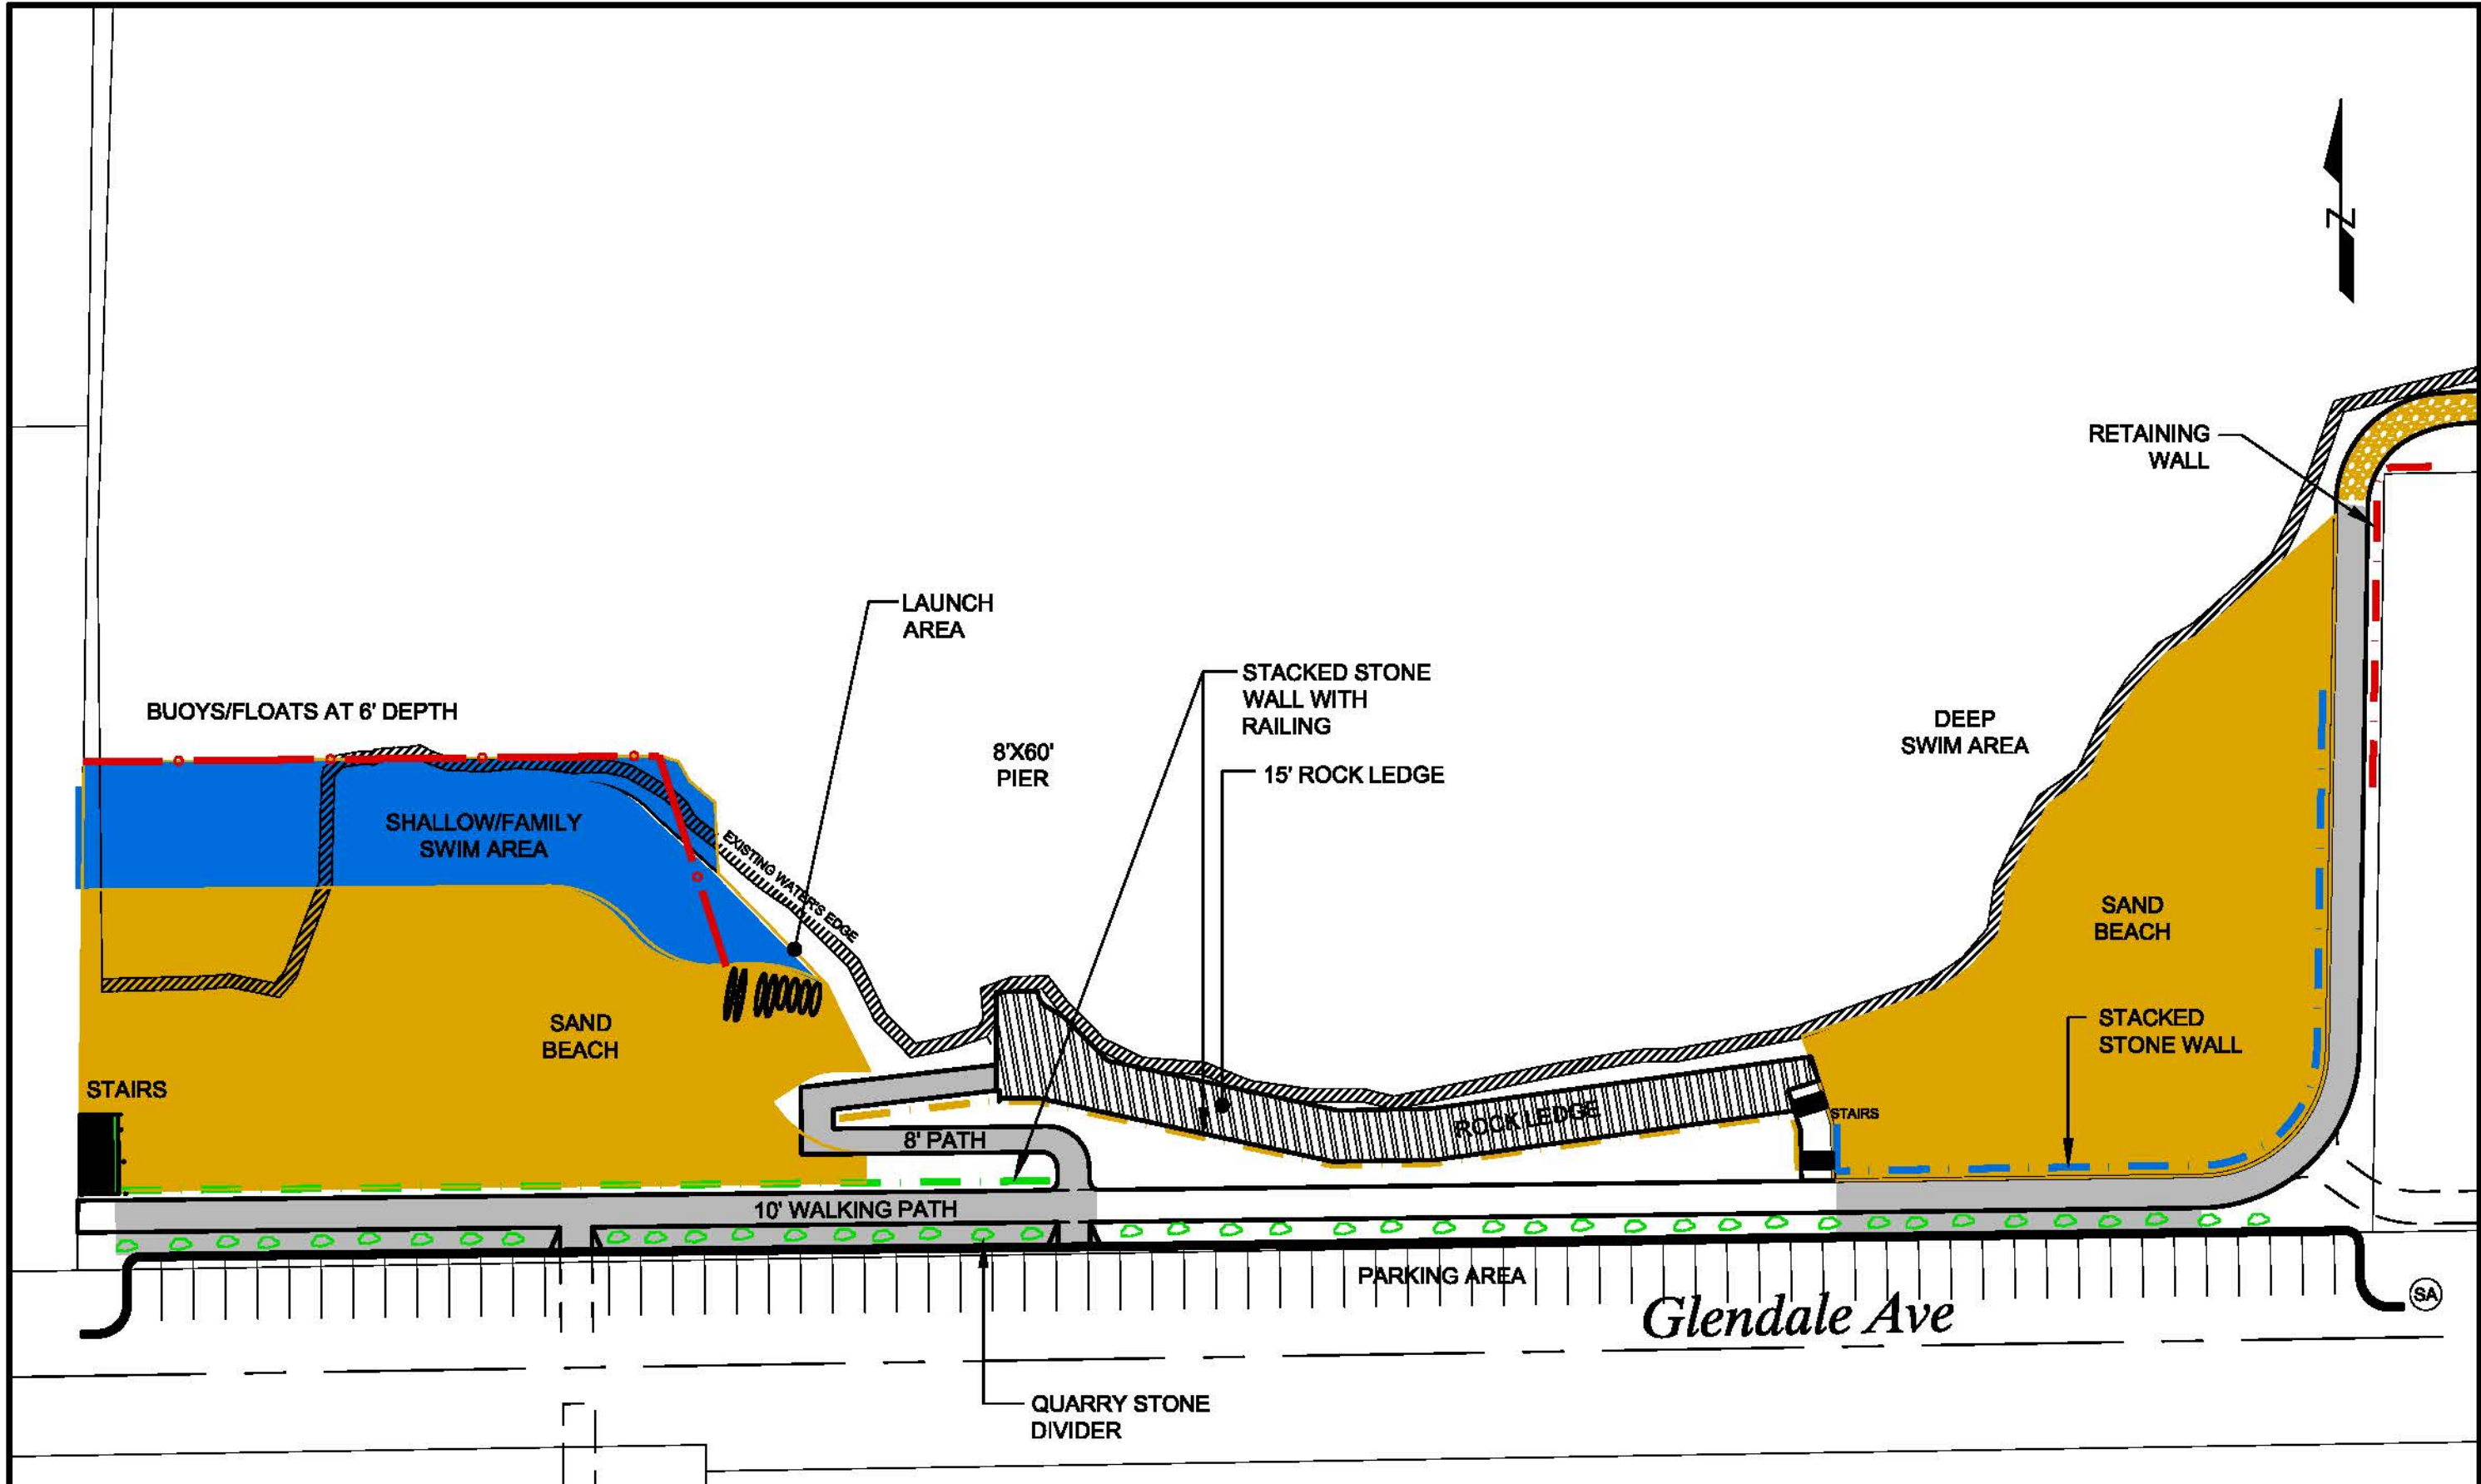 N
RETAINING
WALL
LAUNCH
AREA
STACKED STONE
WALL WITH
RAILING
BUOYS/FLOATS AT 6' DEPTH
DEEP
SWIM AREA
8'X60'
PIER
15' ROCK LEDGE
SHALLOW/FAMILY
SWIM AREA
EXISTING WATER'S EDGE
SAND
BEACH
SAND
BEACH
STACKED
STONE WALL
STAIRS
ROCK LEDGE
STAIRS
8' PATH
10' WALKING PATH
PARKING AREA
Glendale Ave
SA
QUARRY STONE
DIVIDER